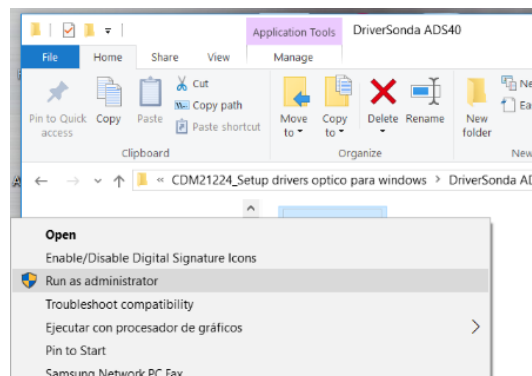 Application Tools
DriverSonda ADS40
File
Home
Share
View
Manage
Pin to Quick access
Copy
Paste
Cut
Copy path
Paste shortcut
Move to
Copy to
Delete
Rename
New folder
Clipboard
Organize
« CDM21224_Setup drivers optico para windows > DriverSonda
Open
Enable/Disable Digital Signature Icons
Run as administrator
Troubleshoot compatibility
Ejecutar con procesador de gráficos
Pin to Start
Samsung Network PC Fax